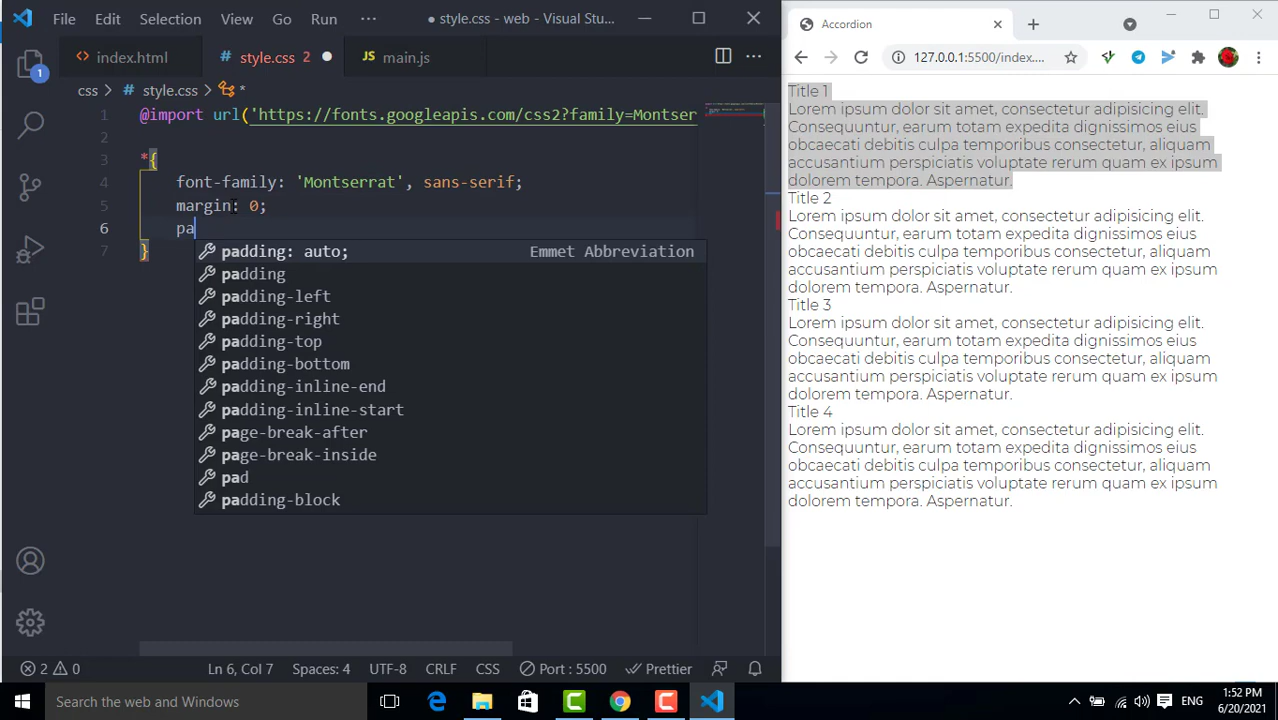 File Edit Selection View Go Run ··· ● style.css - web - Visual Stu...
index.html # style.css 2 ● JS main.js ···
css > # style.css > *
1 @import url('https://fonts.googleapis.com/css2?family=Montser
2
3 *{
4 font-family: 'Montserrat', sans-serif;
5 margin: 0;
6 pa
7 }
padding: auto; Emmet Abbreviation
padding
padding-left
padding-right
padding-top
padding-bottom
padding-inline-end
padding-inline-start
page-break-after
page-break-inside
pad
padding-block
1
2 0 Ln 6, Col 7 Spaces: 4 UTF-8 CRLF CSS Port : 5500 Prettier
Accordion
127.0.0.1:5500/index....
Title 1
Lorem ipsum dolor sit amet, consectetur adipisicing elit.
Consequuntur, earum totam expedita dignissimos eius
obcaecati debitis culpa temporibus consectetur, aliquam
accusantium perspiciatis voluptate rerum quam ex ipsum
dolorem tempora. Aspernatur.
Title 2
Lorem ipsum dolor sit amet, consectetur adipisicing elit.
Consequuntur, earum totam expedita dignissimos eius
obcaecati debitis culpa temporibus consectetur, aliquam
accusantium perspiciatis voluptate rerum quam ex ipsum
dolorem tempora. Aspernatur.
Title 3
Lorem ipsum dolor sit amet, consectetur adipisicing elit.
Consequuntur, earum totam expedita dignissimos eius
obcaecati debitis culpa temporibus consectetur, aliquam
accusantium perspiciatis voluptate rerum quam ex ipsum
dolorem tempora. Aspernatur.
Title 4
Lorem ipsum dolor sit amet, consectetur adipisicing elit.
Consequuntur, earum totam expedita dignissimos eius
obcaecati debitis culpa temporibus consectetur, aliquam
accusantium perspiciatis voluptate rerum quam ex ipsum
dolorem tempora. Aspernatur.
Search the web and Windows
ENG
1:52 PM
6/20/2021